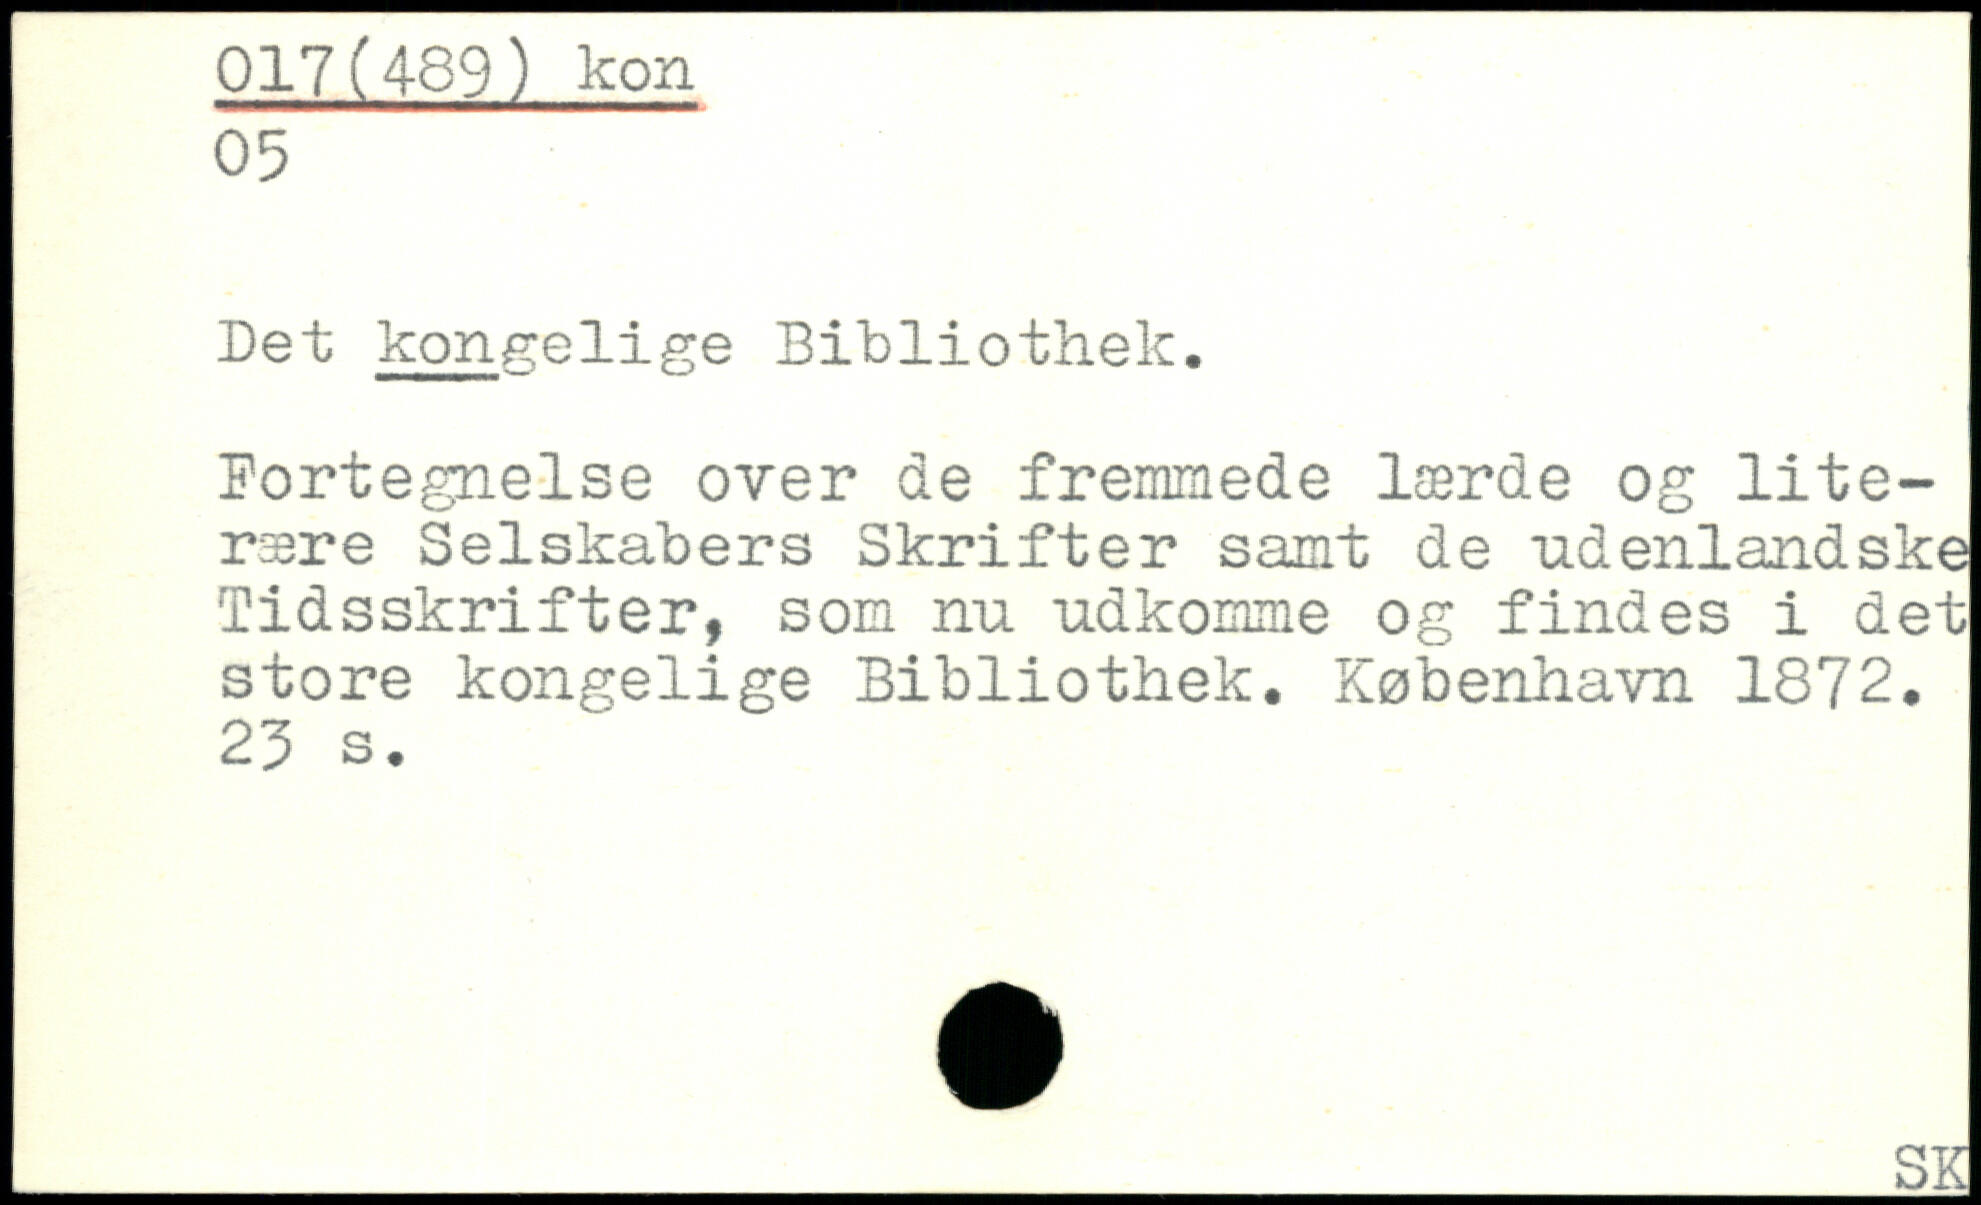 017(489) kon
05
Det kongelige Bibliothek.
Fortegnelse over de fremmede lærde og lite-
rære Selskabers Skrifter samt de udenlandske
Tidsskrifter, som nu udkomme og findes i det
store kongelige Bibliothek. København 1872.
23 s.
SK